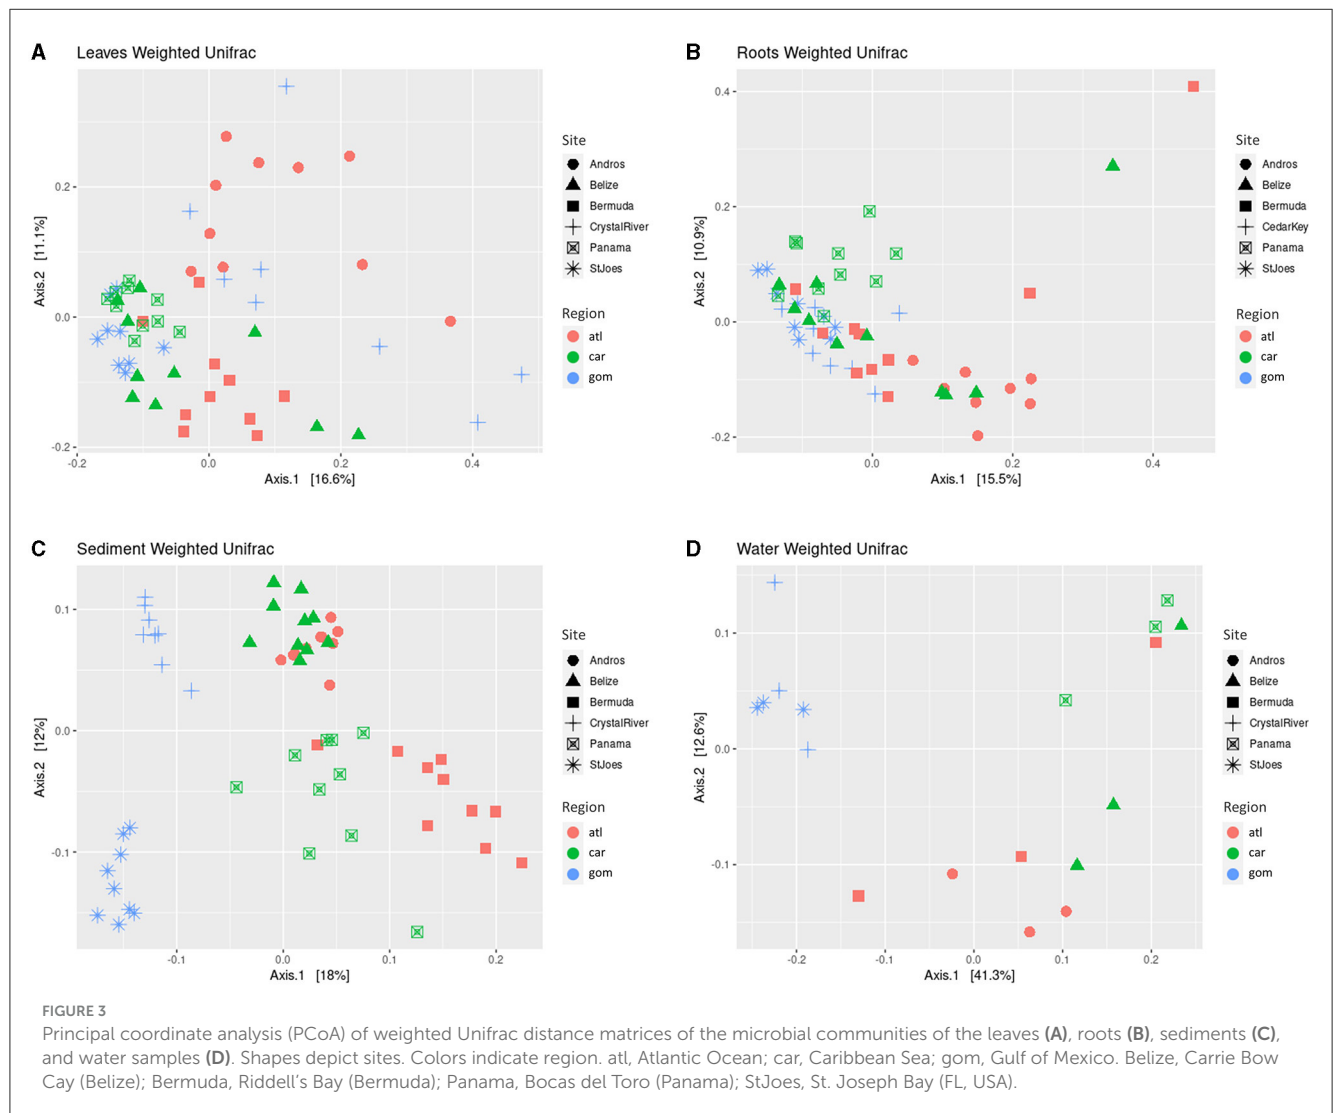 A Leaves Weighted Unifrac
0.2
0.0
-0.2
Axis.2 [11.1%]
-0.2 0.0 0.2 0.4
Axis.1 [16.6%]
Site
Andros
Belize
Bermuda
CrystalRiver
Panama
StJoes
Region
atl
car
gom
B Roots Weighted Unifrac
0.4
0.2
0.0
-0.2
Axis.2 [10.9%]
0.0 0.2 0.4
Axis.1 [15.5%]
Site
Andros
Belize
Bermuda
CedarKey
Panama
StJoes
Region
atl
car
gom
C Sediment Weighted Unifrac
0.1
0.0
-0.1
Axis.2 [12%]
-0.1 0.0 0.1 0.2
Axis.1 [18%]
Site
Andros
Belize
Bermuda
CrystalRiver
Panama
StJoes
Region
atl
car
gom
D Water Weighted Unifrac
0.1
0.0
-0.1
Axis.2 [12.6%]
-0.2 -0.1 0.0 0.1 0.2
Axis.1 [41.3%]
Site
Andros
Belize
Bermuda
CrystalRiver
Panama
StJoes
Region
atl
car
gom
FIGURE 3
Principal coordinate analysis (PCoA) of weighted Unifrac distance matrices of the microbial communities of the leaves (A), roots (B), sediments (C),
and water samples (D). Shapes depict sites. Colors indicate region. atl, Atlantic Ocean; car, Caribbean Sea; gom, Gulf of Mexico. Belize, Carrie Bow
Cay (Belize); Bermuda, Riddell's Bay (Bermuda); Panama, Bocas del Toro (Panama); StJoes, St. Joseph Bay (FL, USA).